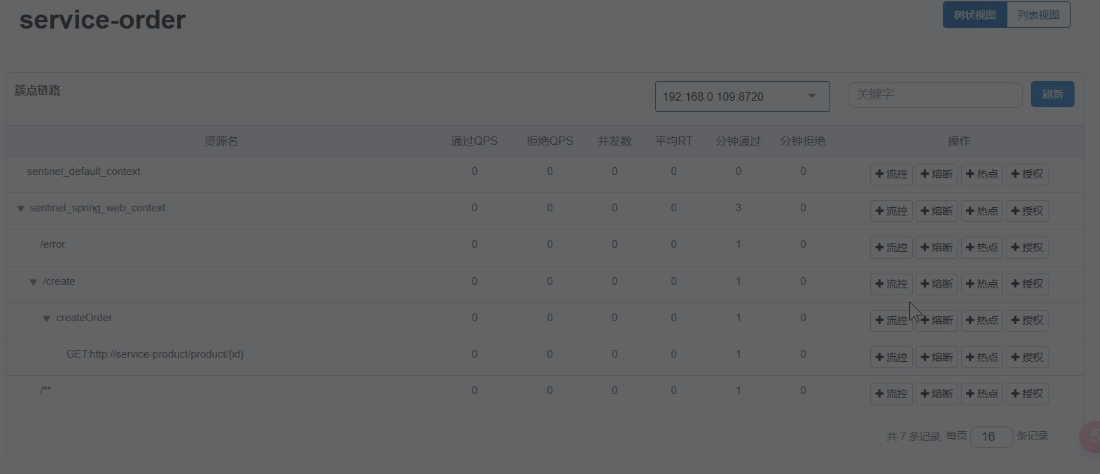 service-order
树状视图 列表视图
簇点链路 192.168.0.109:8720 关键字 刷新
资源名 通过QPS 拒绝QPS 并发数 平均RT 分钟通过 分钟拒绝 操作
sentinel_default_context 0 0 0 0 0 0 +流控 +熔断 +热点 +授权
sentinel_spring_web_context 0 0 0 0 3 0 +流控 +熔断 +热点 +授权
/error 0 0 0 0 1 0 +流控 +熔断 +热点 +授权
/create 0 0 0 0 1 0 +流控 +熔断 +热点 +授权
createOrder 0 0 0 0 1 0 +流控 +熔断 +热点 +授权
GET:http://service-product/product/{id} 0 0 0 0 1 0 +流控 +熔断 +热点 +授权
/** 0 0 0 0 1 0 +流控 +熔断 +热点 +授权
共 7 条记录, 每页 16 条记录